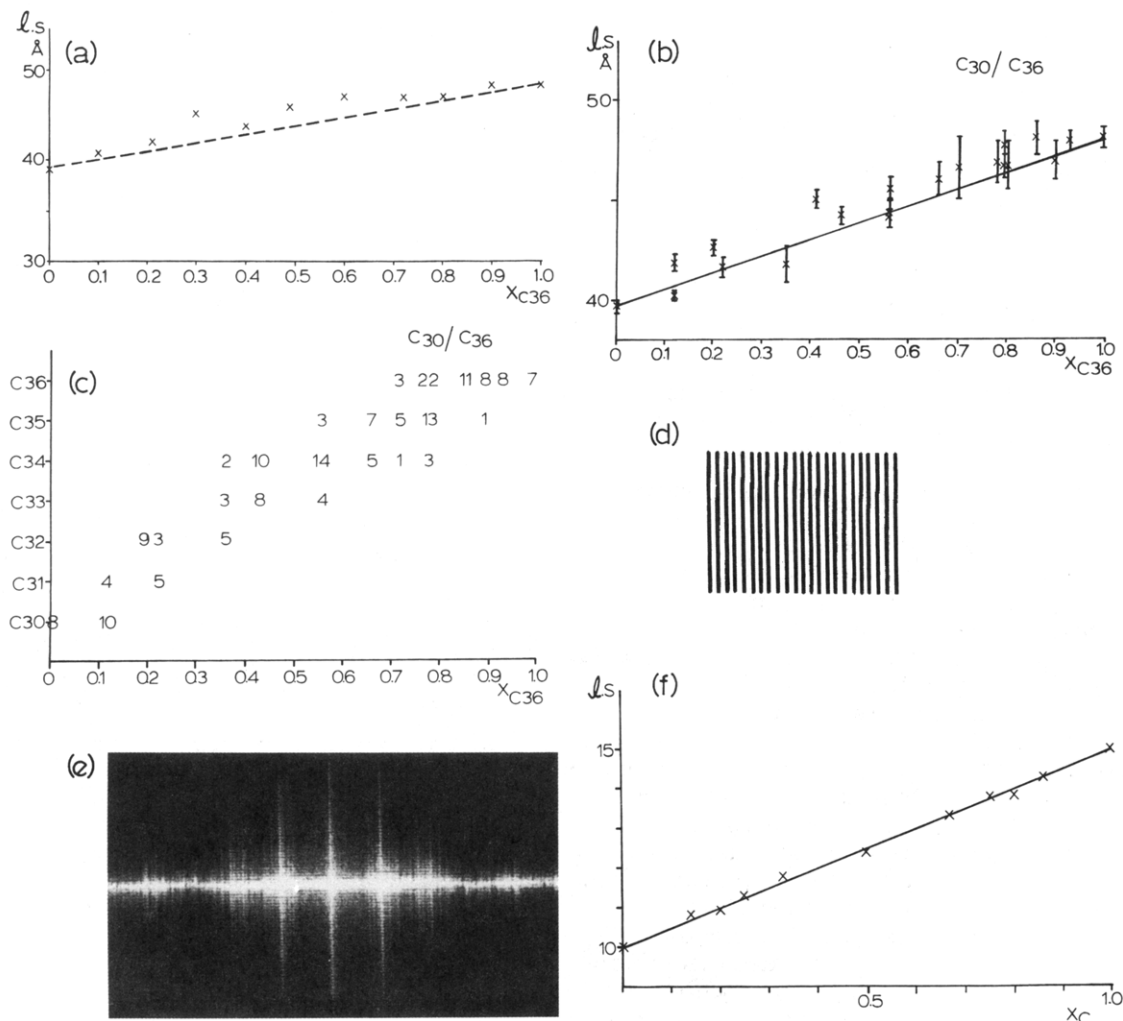 ℓ.s
Å
(a)
50
40
30
0 0.1 0.2 0.3 0.4 0.5 0.6 0.7 0.8 0.9 1.0
XC36
ℓs
Å
(b)
C30/C36
50
40
0 0.1 0.2 0.3 0.4 0.5 0.6 0.7 0.8 0.9 1.0
XC36
(c)
C30/C36
C36 3 22 11 8 8 7
C35 3 7 5 13 1
C34 2 10 14 5 1 3
C33 3 8 4
C32 9 3 5
C31 4 5
C30 8 10
0 0.1 0.2 0.3 0.4 0.5 0.6 0.7 0.8 0.9 1.0
XC36
(d)
(e)
ℓs
(f)
15
10
0.5 1.0
XC